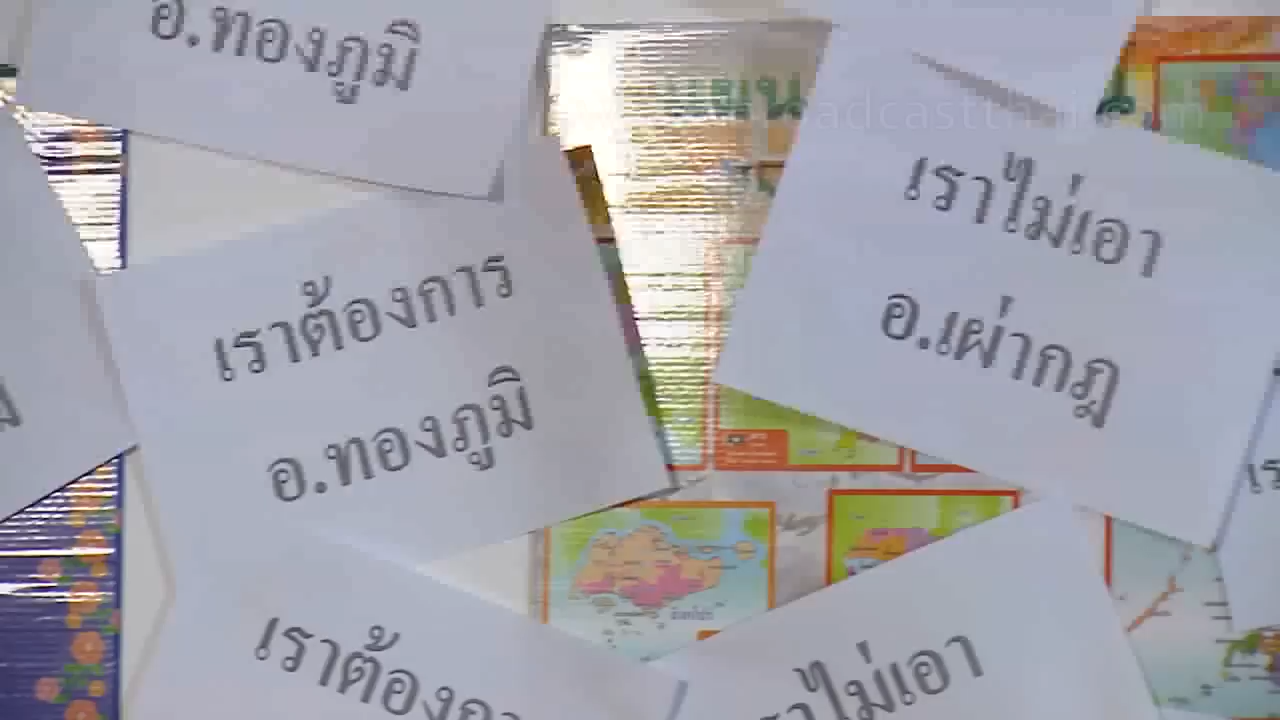 อ.ทองภูมิ
เราต้องการ
อ.ทองภูมิ
เราไม่เอา
อ.เผ่ากฎ
เราต้องกา
ราไม่เอา